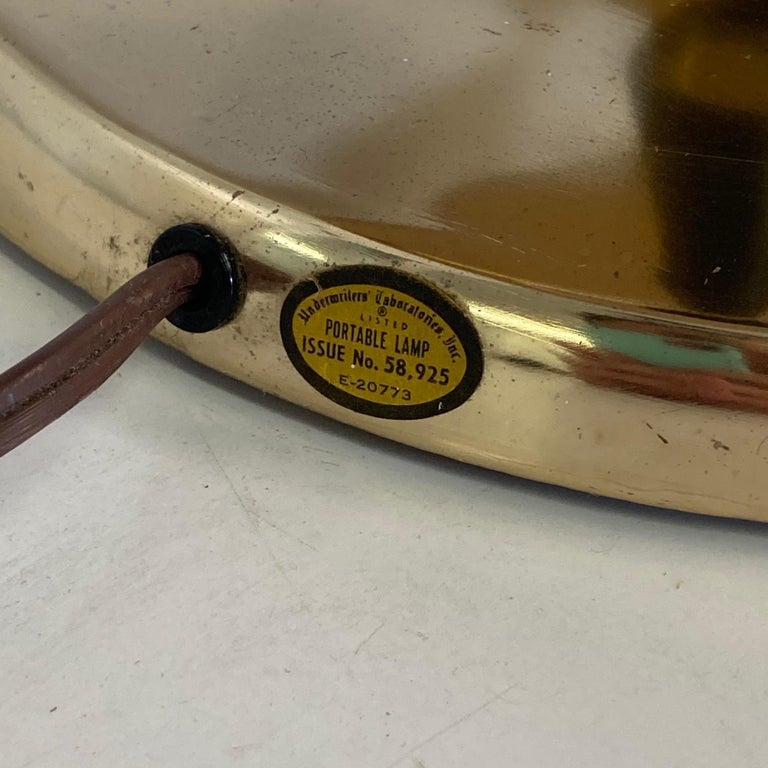 Underwriters' Laboratories, Inc.
®
LISTED
PORTABLE LAMP
ISSUE No. 58,925
E-20773